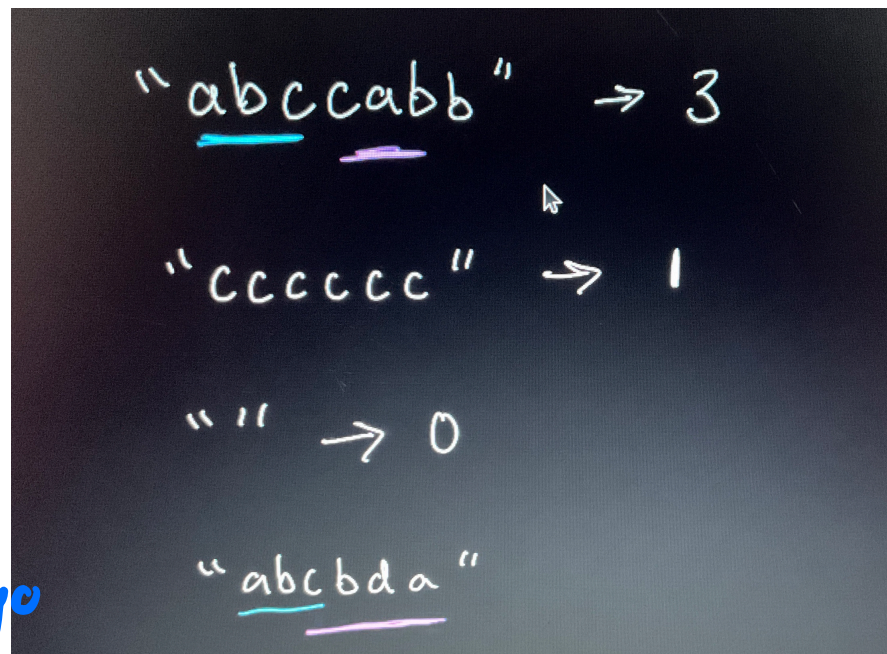 "abccabb" → 3
"cccccc" → 1
"" → 0
"abcbda"